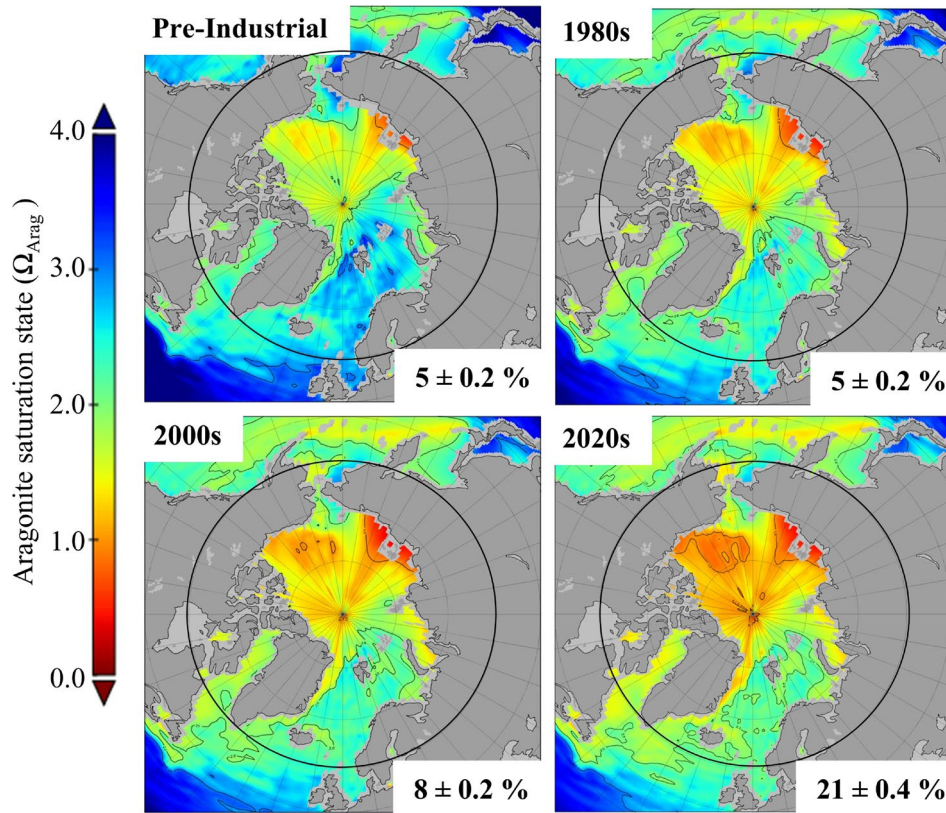 Pre-Industrial
1980s
5 ± 0.2 %
5 ± 0.2 %
Aragonite saturation state (Ω_Arag)
4.0
3.0
2.0
1.0
0.0
2000s
2020s
8 ± 0.2 %
21 ± 0.4 %